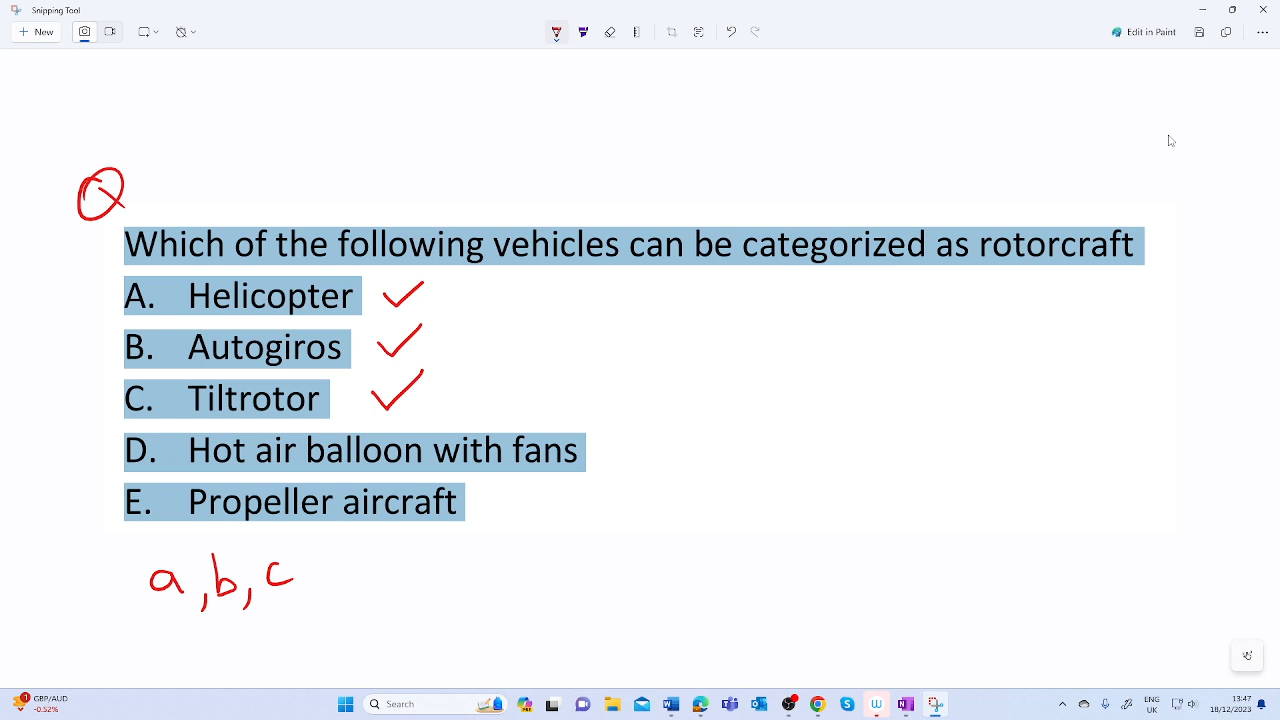 Snipping Tool
New
Edit in Paint
Q
Which of the following vehicles can be categorized as rotorcraft
A. Helicopter
B. Autogiros
C. Tiltrotor
D. Hot air balloon with fans
E. Propeller aircraft
a, b, c
1
GBP/AUD
-0.52%
Search
ENG
UK
13:47
18/12/2023